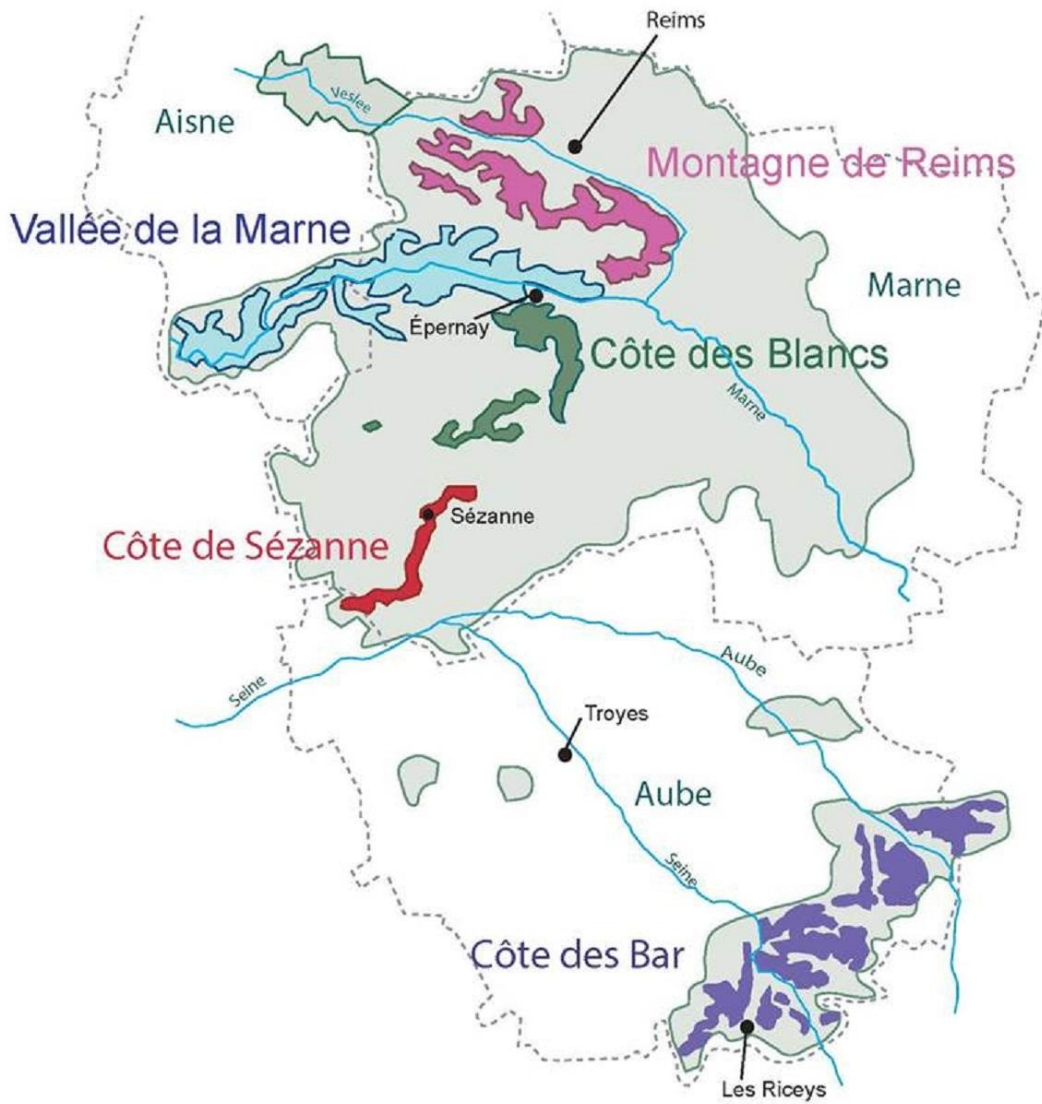 Reims
Veslee
Aisne
Montagne de Reims
Vallée de la Marne
Marne
Épernay
Côte des Blancs
Marne
Sézanne
Côte de Sézanne
Aube
Seine
Troyes
Aube
Seine
Côte des Bar
Les Riceys